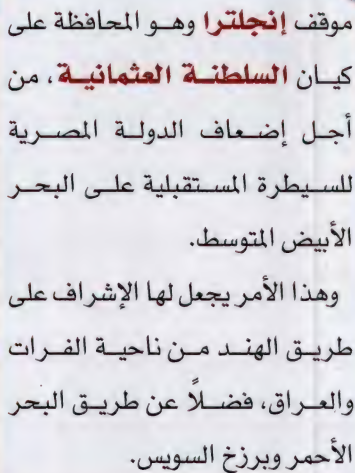 موقف إنجلترا وهو المحافظة على
كيان السلطنة العثمانية، من
أجل إضعاف الدولة المصرية
للسيطرة المستقبلية على البحر
الأبيض المتوسط.
وهذا الأمر يجعل لها الإشراف على
طريق الهند من ناحية الفرات
والعراق، فضلاً عن طريق البحر
الأحمر وبرزخ السويس.